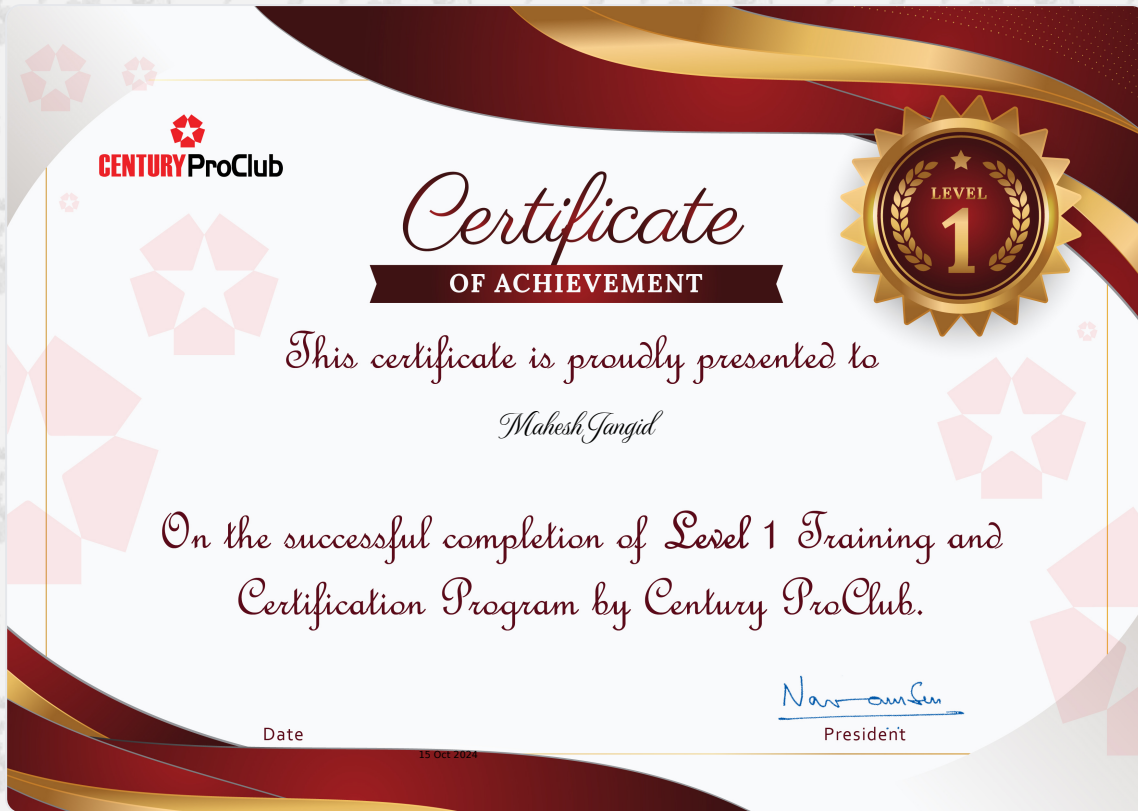 CENTURY ProClub
LEVEL
1
Certificate
OF ACHIEVEMENT
This certificate is proudly presented to
Mahesh Jangid
On the successful completion of Level 1 Training and
Certification Program by Century ProClub.
Date
President
15 Oct 2024